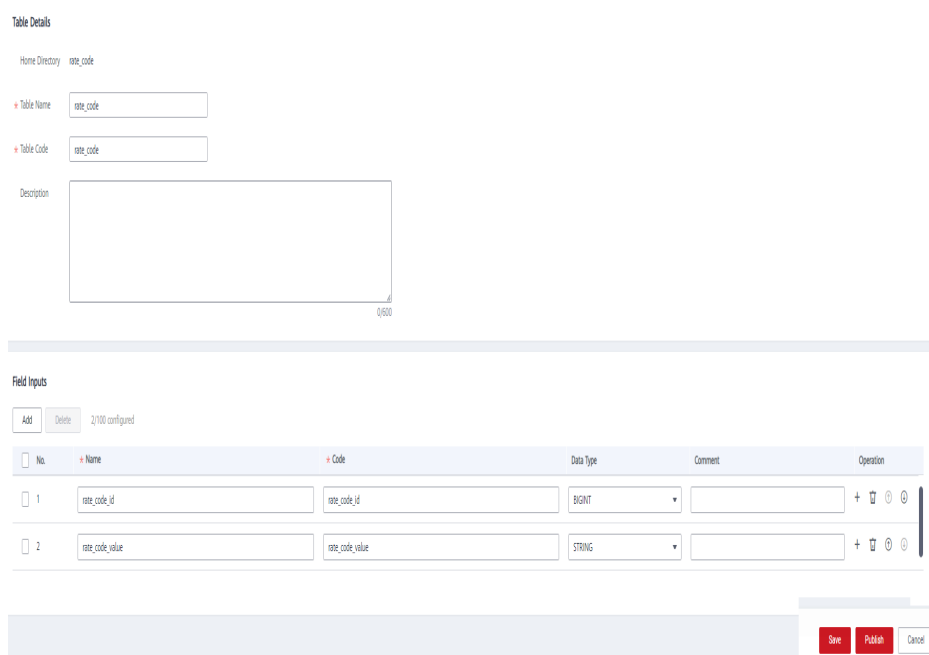 Table Details
Home Directory rate_code
* Table Name rate_code
* Table Code rate_code
Description
0/600
Field Inputs
Add Delete 2/100 configured
No. * Name * Code Data Type Comment Operation
1 rate_code_id rate_code_id BIGINT
2 rate_code_value rate_code_value STRING
Save Publish Cancel